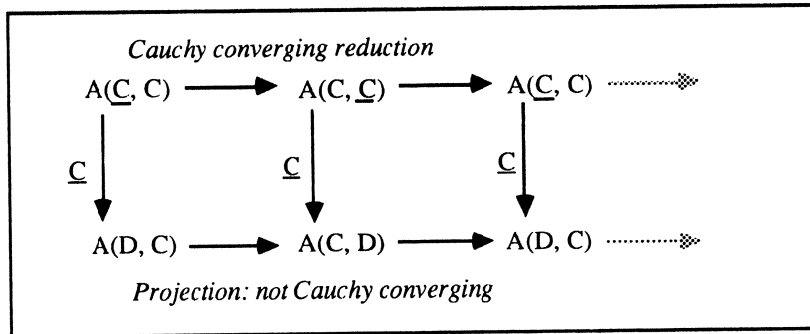 Cauchy converging reduction
A(C, C) A(C, C) A(C, C)
C C C
A(D, C) A(C, D) A(D, C)
Projection: not Cauchy converging